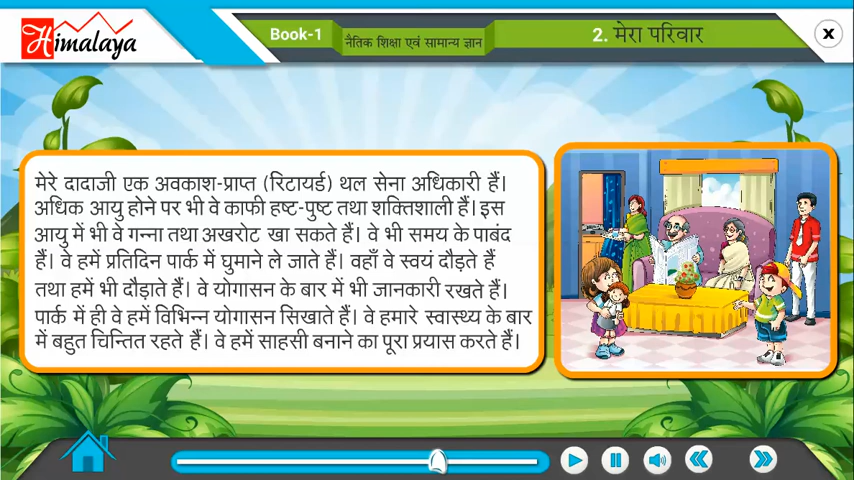 Himalaya
Book-1
नैतिक शिक्षा एवं सामान्य ज्ञान
2. मेरा परिवार
X
मेरे दादाजी एक अवकाश-प्राप्त (रिटायर्ड) थल सेना अधिकारी हैं।
अधिक आयु होने पर भी वे काफी हष्ट-पुष्ट तथा शक्तिशाली हैं। इस
आयु में भी वे गन्ना तथा अखरोट खा सकते हैं। वे भी समय के पाबंद
हैं। वे हमें प्रतिदिन पार्क में घुमाने ले जाते हैं। वहाँ वे स्वयं दौड़ते हैं
तथा हमें भी दौड़ाते हैं। वे योगासन के बार में भी जानकारी रखते हैं।
पार्क में ही वे हमें विभिन्न योगासन सिखाते हैं। वे हमारे स्वास्थ्य के बार
में बहुत चिन्तित रहते हैं। वे हमें साहसी बनाने का पूरा प्रयास करते हैं।